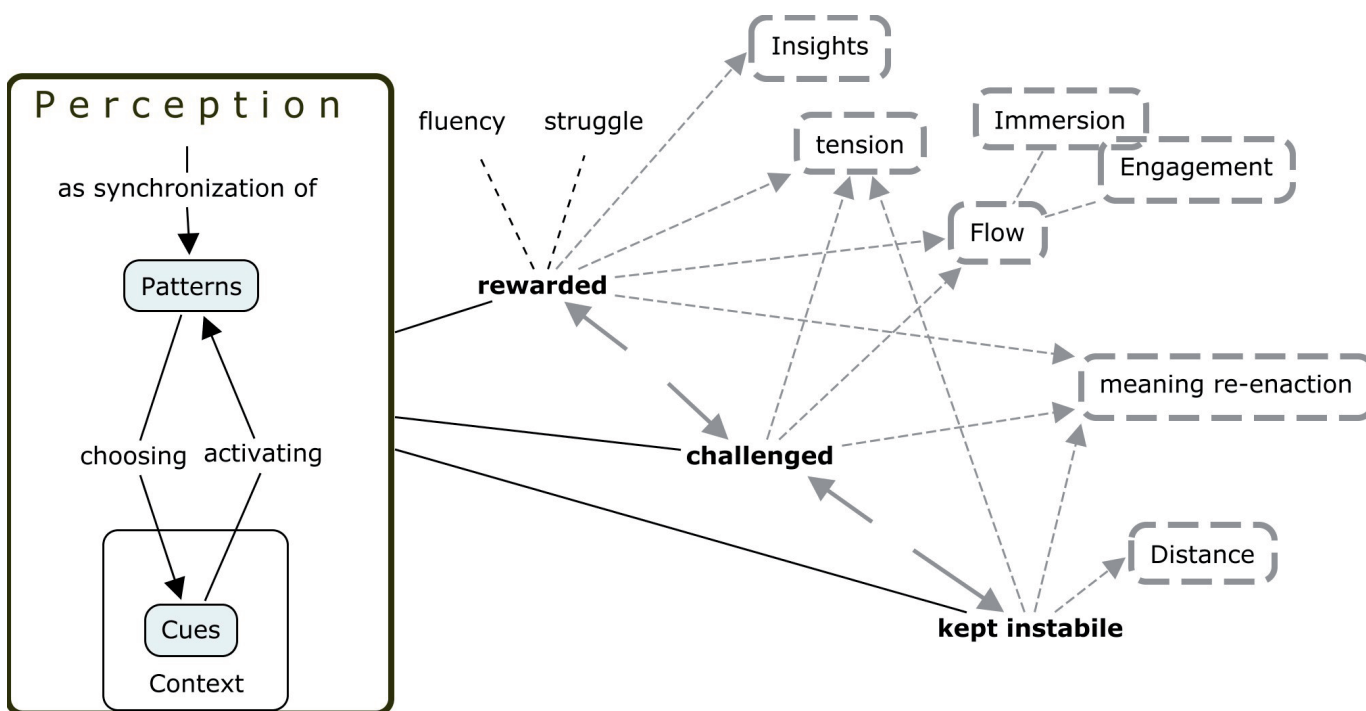 Perception
as synchronization of
Patterns
choosing
activating
Cues
Context
fluency
struggle
rewarded
challenged
kept instabile
Insights
tension
Immersion
Engagement
Flow
meaning re-enaction
Distance